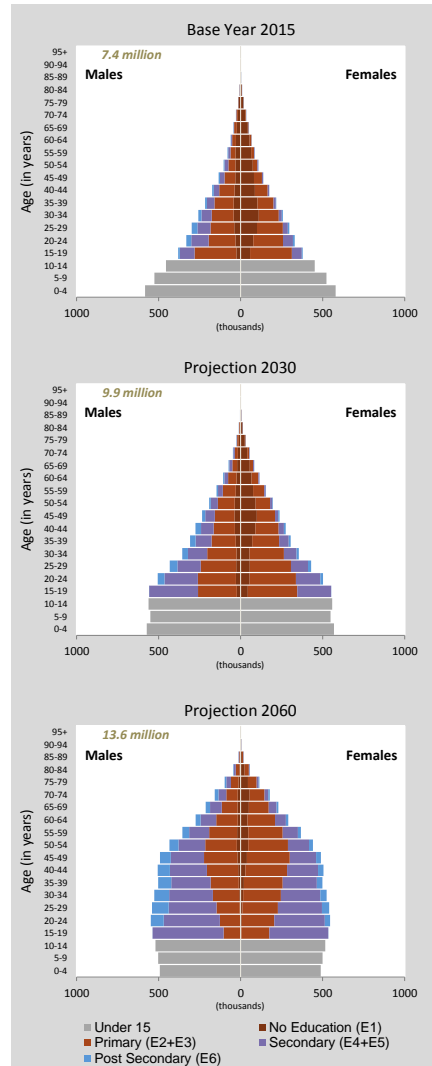 Base Year 2015
7.4 million
Males
Females
Age (in years)
95+
90-94
85-89
80-84
75-79
70-74
65-69
60-64
55-59
50-54
45-49
40-44
35-39
30-34
25-29
20-24
15-19
10-14
5-9
0-4
1000 500 0 500 1000
(thousands)
Projection 2030
9.9 million
Males
Females
Age (in years)
95+
90-94
85-89
80-84
75-79
70-74
65-69
60-64
55-59
50-54
45-49
40-44
35-39
30-34
25-29
20-24
15-19
10-14
5-9
0-4
1000 500 0 500 1000
(thousands)
Projection 2060
13.6 million
Males
Females
Age (in years)
95+
90-94
85-89
80-84
75-79
70-74
65-69
60-64
55-59
50-54
45-49
40-44
35-39
30-34
25-29
20-24
15-19
10-14
5-9
0-4
1000 500 0 500 1000
(thousands)
Under 15 No Education (E1)
Primary (E2+E3) Secondary (E4+E5)
Post Secondary (E6)